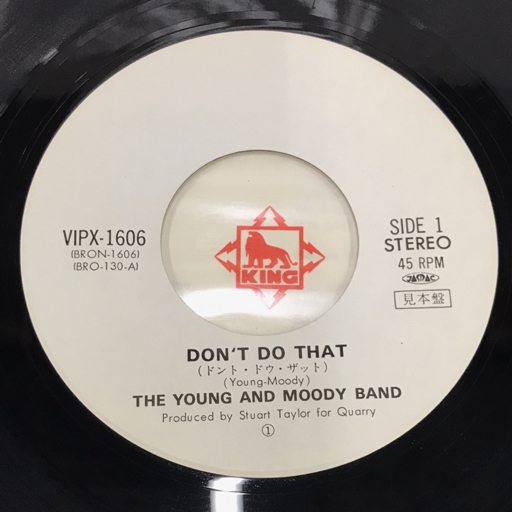 VIPX-1606
(BRON-1606)
(BRO-130-A)
SIDE 1
STEREO
45 RPM
JASRAC
見本盤
KING
DON'T DO THAT
(ドント・ドウ・ザット)
(Young-Moody)
THE YOUNG AND MOODY BAND
Produced by Stuart Taylor for Quarry
①